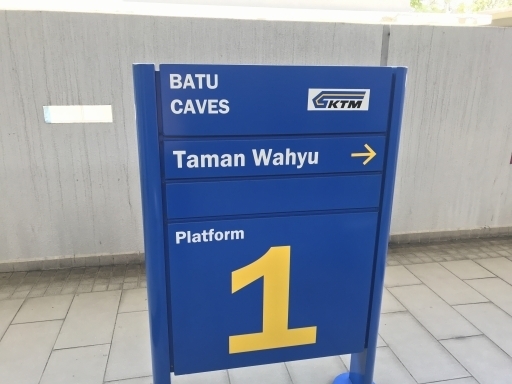 BATU
CAVES
KTM
Taman Wahyu
Platform
1